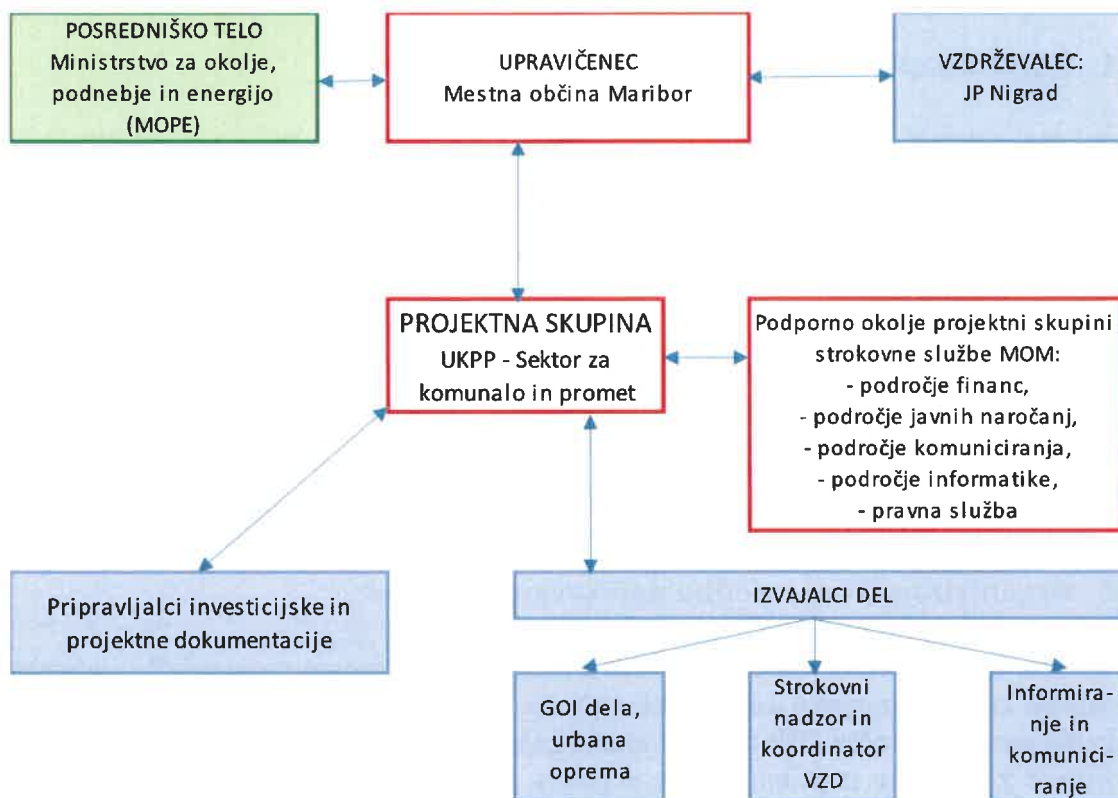 POSREDNIŠKO TELO
Ministrstvo za okolje,
podnebje in energijo
(MOPE)
UPRAVIČENEC
Mestna občina Maribor
VZDRŽEVALEC:
JP Nigrad
PROJEKTNA SKUPINA
UKPP - Sektor za
komunalo in promet
Podporno okolje projektni skupini
strokovne službe MOM:
- področje financ,
- področje javnih naročanj,
- področje komuniciranja,
- področje informatike,
- pravna služba
Pripravljalci investicijske in
projektne dokumentacije
IZVAJALCI DEL
GOI dela,
urbana
oprema
Strokovni
nadzor in
koordinator
VZD
Informira-
nje in
komunici-
ranje